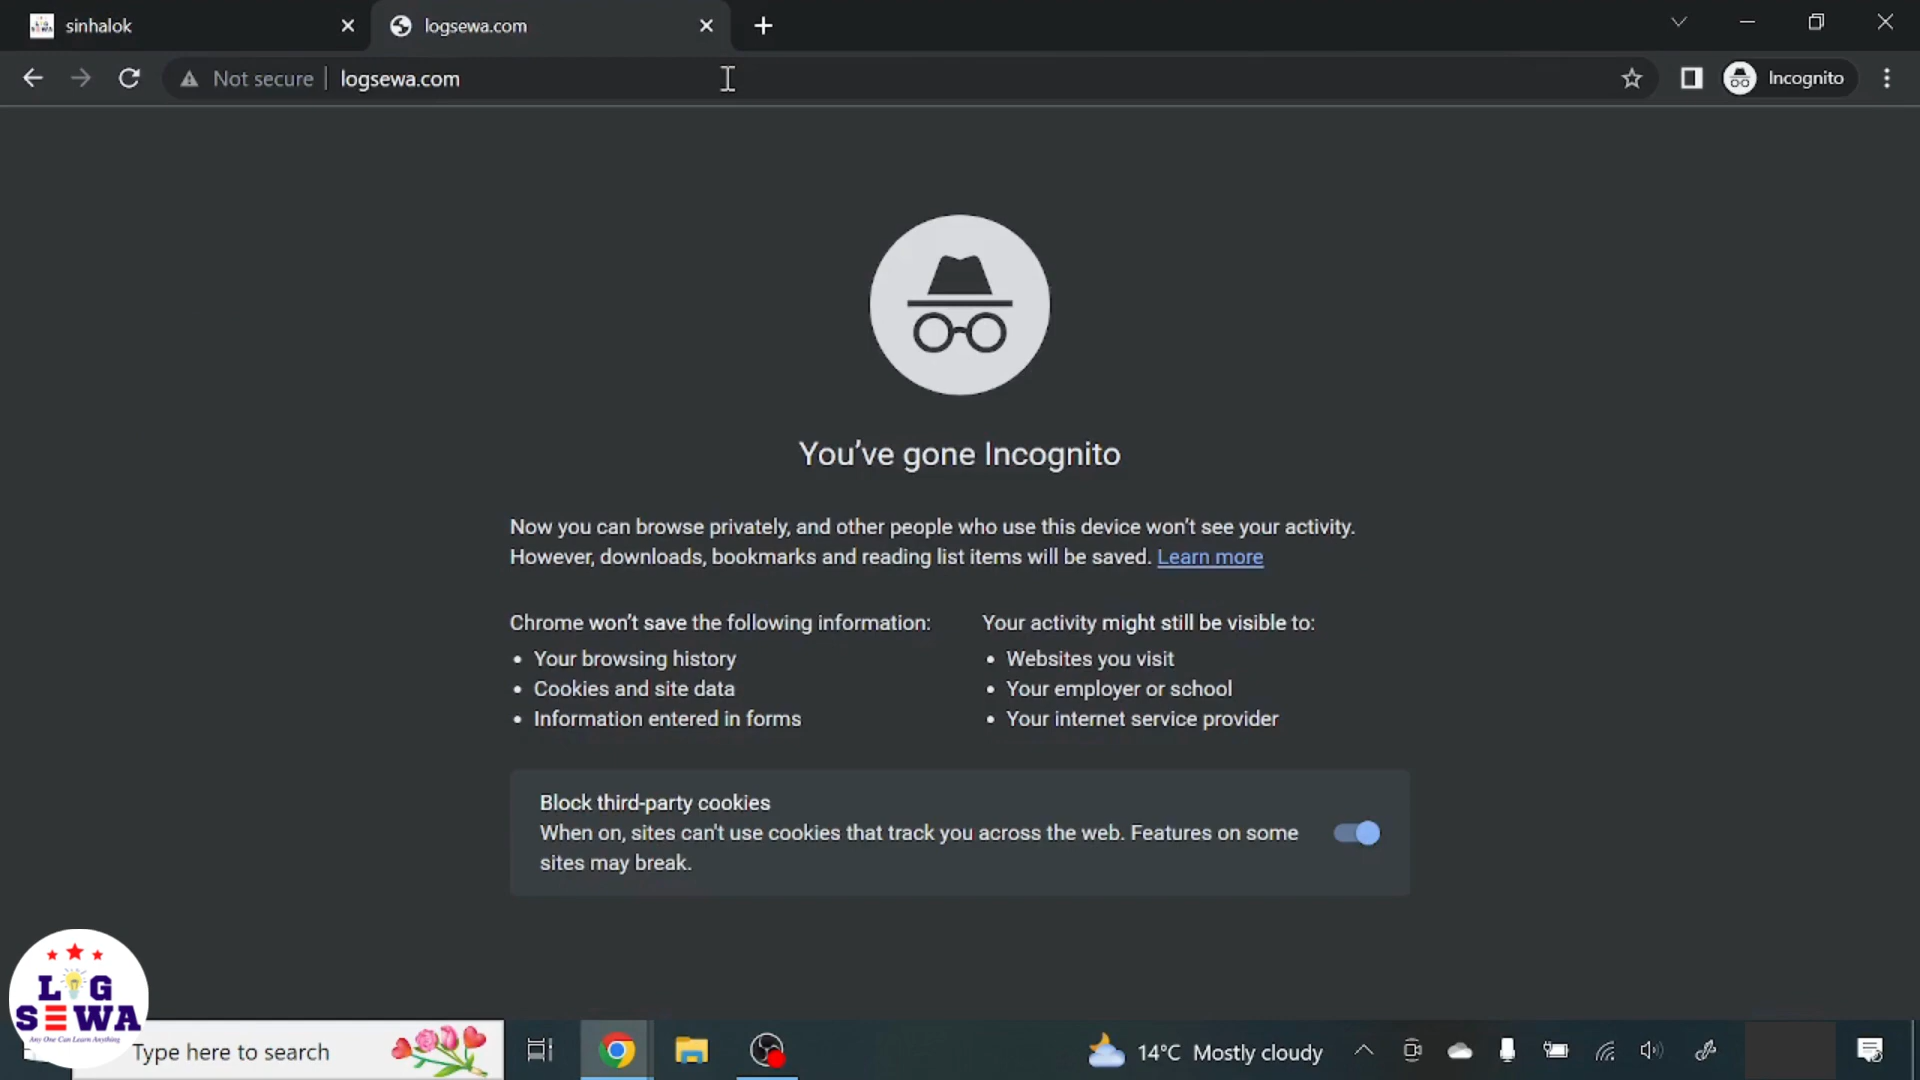 sinhalok
logsewa.com
Not secure
logsewa.com
Incognito
You've gone Incognito
Now you can browse privately, and other people who use this device won't see your activity.
However, downloads, bookmarks and reading list items will be saved. Learn more
Chrome won't save the following information:
• Your browsing history
• Cookies and site data
• Information entered in forms
Your activity might still be visible to:
• Websites you visit
• Your employer or school
• Your internet service provider
Block third-party cookies
When on, sites can't use cookies that track you across the web. Features on some
sites may break.
LOG
SEWA
Any One Can Learn Anything
Type here to search
14°C Mostly cloudy